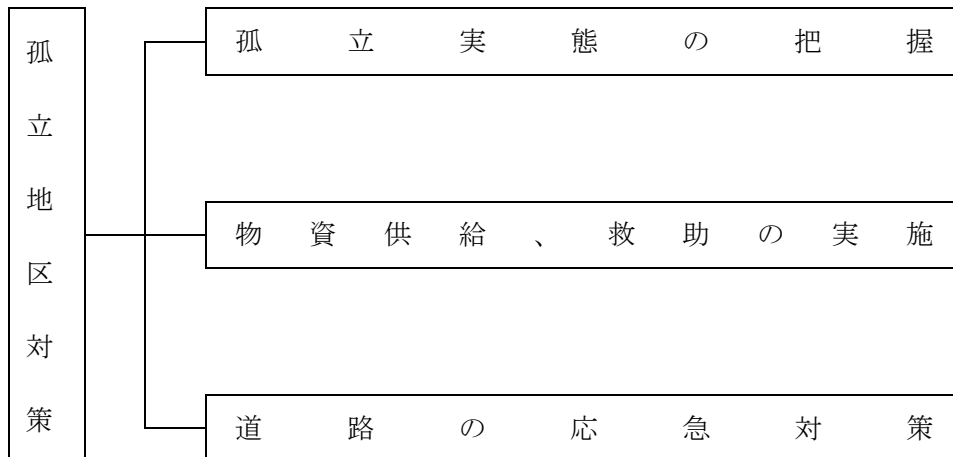 孤立地区対策
孤立実態の把握
物資供給、救助の実施
道路の応急対策